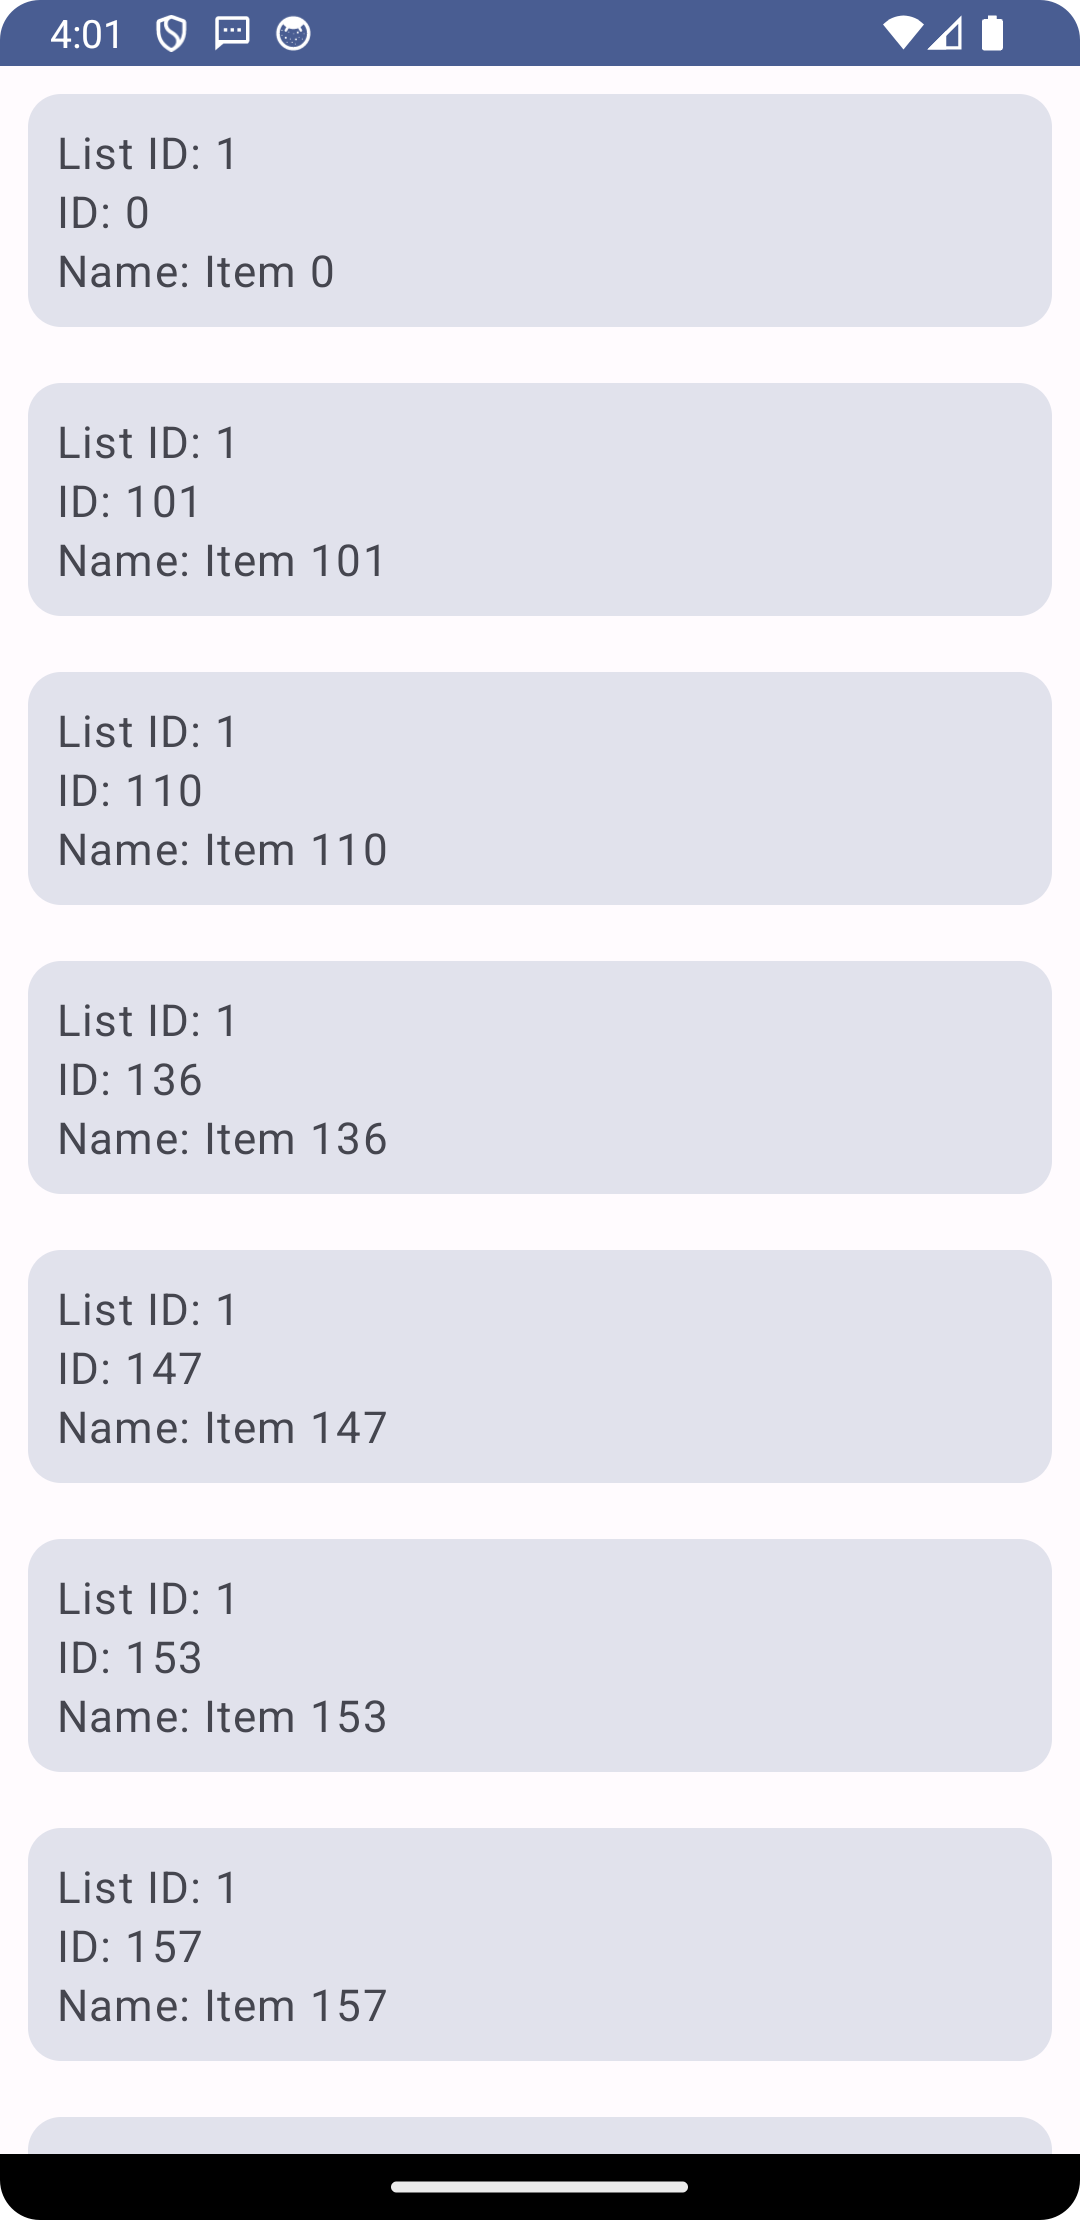 4:01
List ID: 1
ID: 0
Name: Item 0
List ID: 1
ID: 101
Name: Item 101
List ID: 1
ID: 110
Name: Item 110
List ID: 1
ID: 136
Name: Item 136
List ID: 1
ID: 147
Name: Item 147
List ID: 1
ID: 153
Name: Item 153
List ID: 1
ID: 157
Name: Item 157